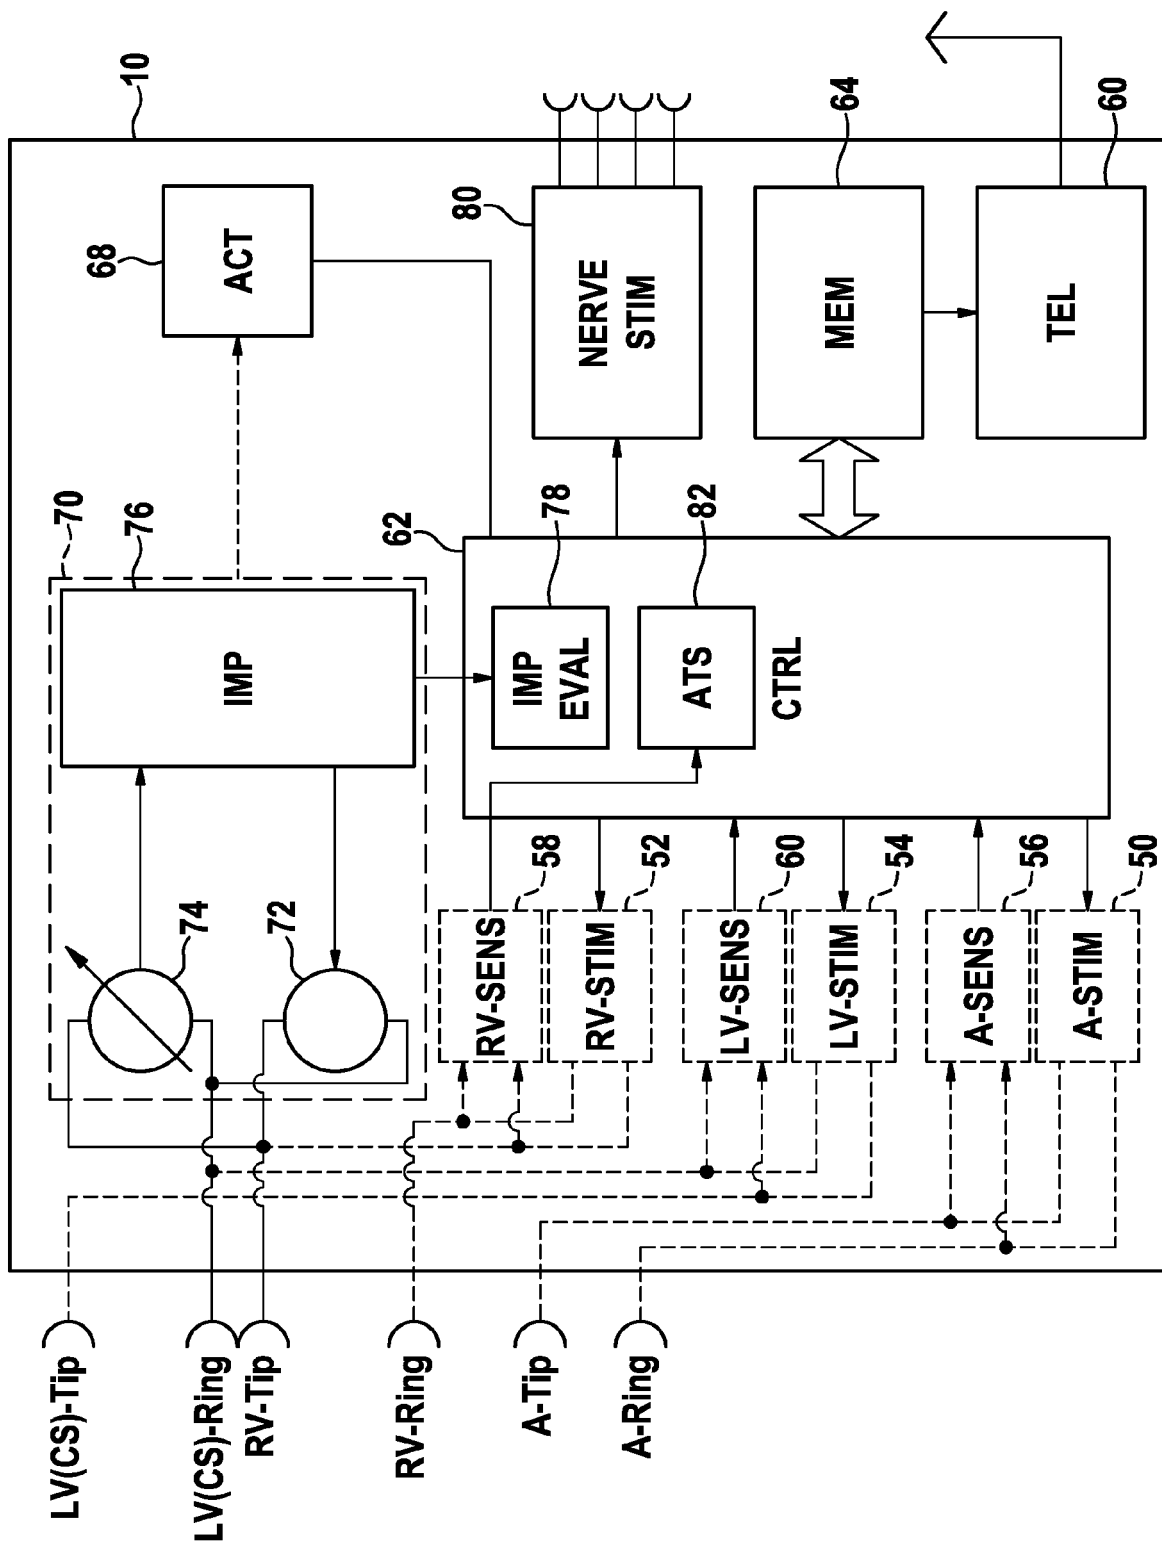 10
68
ACT
80
NERVE
STIM
64
MEM
60
TEL
70
76
IMP
74
72
62
78
IMP
EVAL
82
ATS
CTRL
58
RV-SENS
52
RV-STIM
60
LV-SENS
54
LV-STIM
56
A-SENS
50
A-STIM
LV(CS)-Tip
LV(CS)-Ring
RV-Tip
RV-Ring
A-Tip
A-Ring